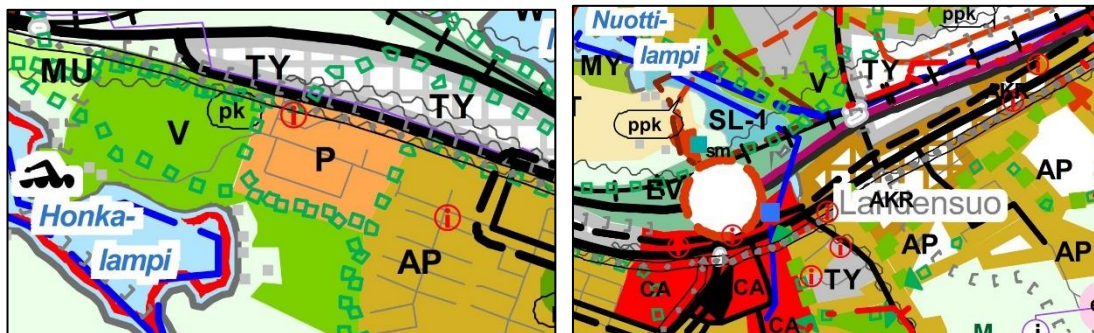 MU
TY
TY
pk
i
V
P
i
Honka-
lampi
AP
Nuotti-
lampi
ppk
MY
V
TY
i
AKR
i
SL-1
ppk
sm
AP
EV
AKR
Lahdensuo
i
i
i
i
AP
AP
i
TY
CA
CA
CA
M
i